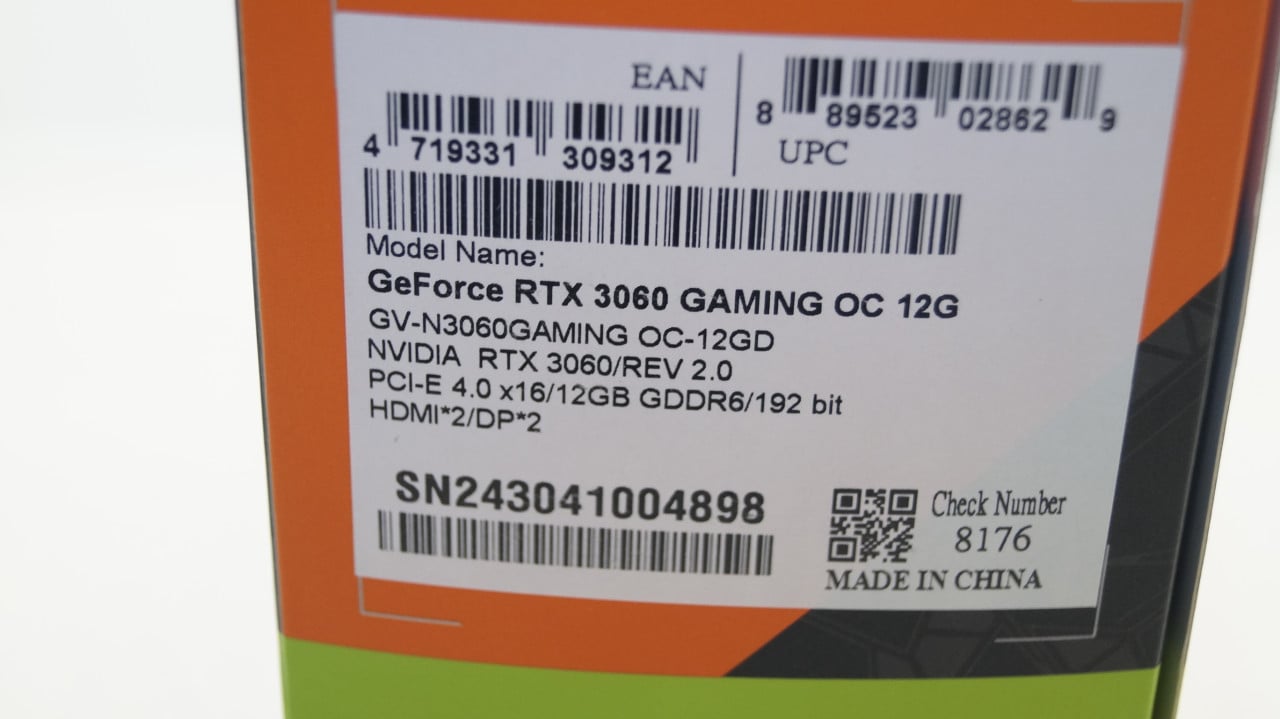 EAN
4 719331 309312
8 89523 02862 9
UPC
Model Name:
GeForce RTX 3060 GAMING OC 12G
GV-N3060GAMING OC-12GD
NVIDIA RTX 3060/REV 2.0
PCI-E 4.0 x16/12GB GDDR6/192 bit
HDMI*2/DP*2
SN243041004898
Check Number
8176
MADE IN CHINA